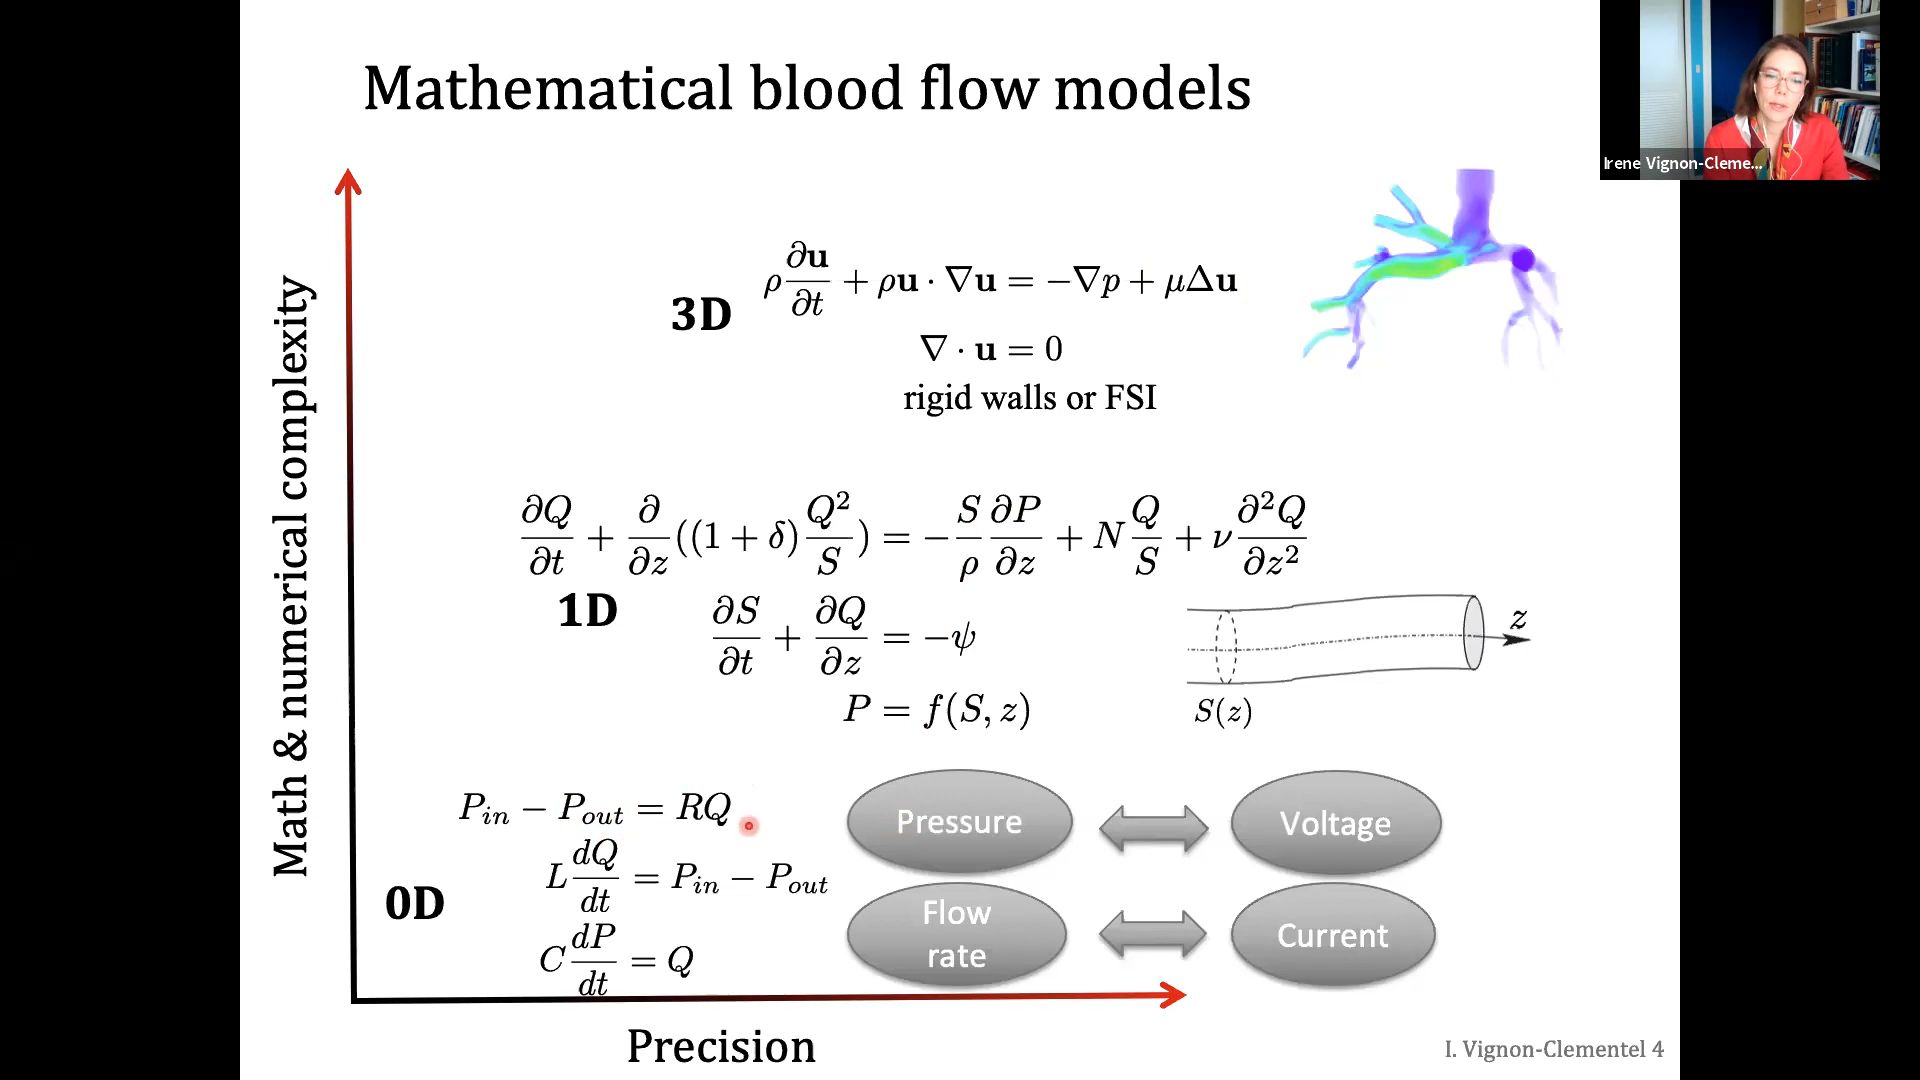 Mathematical blood flow models
Irene Vignon-Cleme...
Math & numerical complexity
3D
ρ ∂u/∂t + ρu · ∇u = −∇p + μΔu
∇ · u = 0
rigid walls or FSI
∂Q/∂t + ∂/∂z((1 + δ) Q²/S) = − S/ρ ∂P/∂z + N Q/S + ν ∂²Q/∂z²
1D
∂S/∂t + ∂Q/∂z = −ψ
P = f(S, z)
z
S(z)
0D
P_in − P_out = RQ
L dQ/dt = P_in − P_out
C dP/dt = Q
Pressure
Voltage
Flow
rate
Current
Precision
I. Vignon-Clementel 4